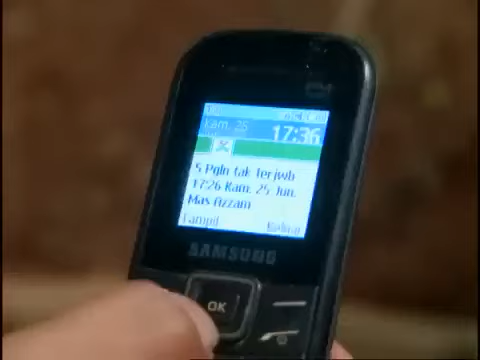 Kam. 25
17:36
5 Pgln tak terjwb
17:26 Kam. 25 Jun.
Mas Azzam
Tampil
Keluar
SAMSUNG
OK